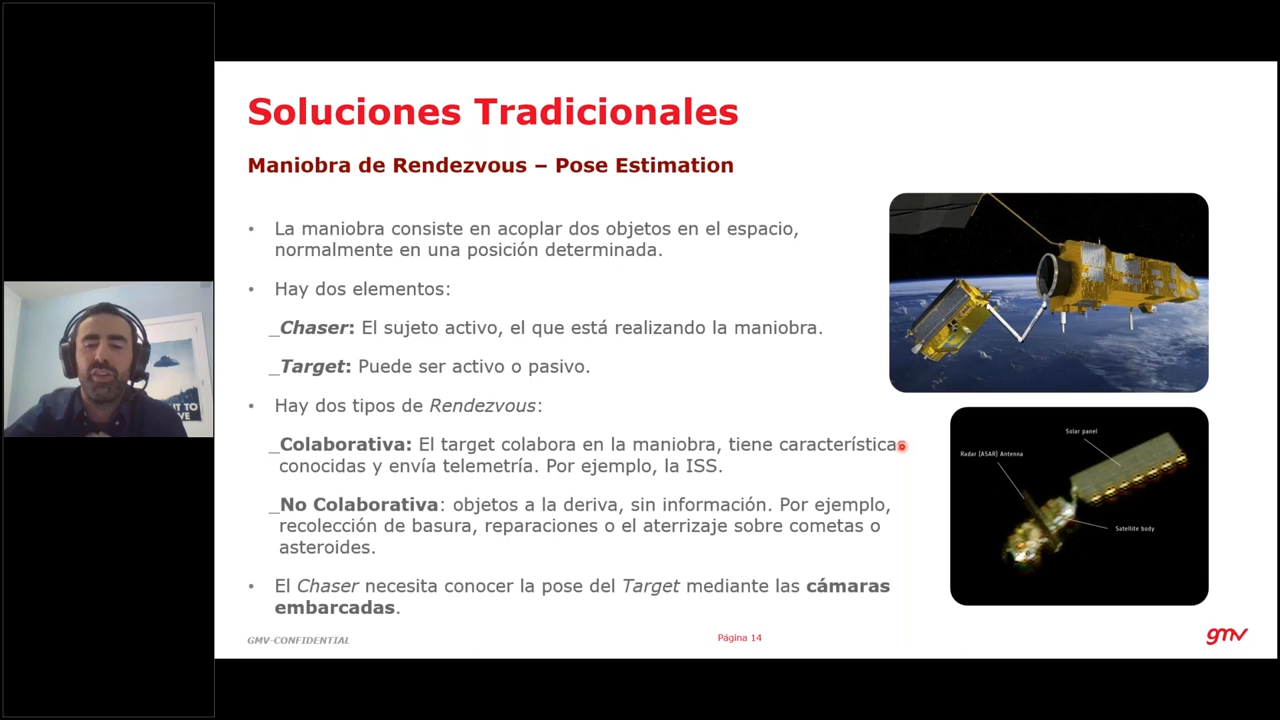 Soluciones Tradicionales
Maniobra de Rendezvous – Pose Estimation
• La maniobra consiste en acoplar dos objetos en el espacio,
normalmente en una posición determinada.
• Hay dos elementos:
_Chaser: El sujeto activo, el que está realizando la maniobra.
_Target: Puede ser activo o pasivo.
• Hay dos tipos de Rendezvous:
_Colaborativa: El target colabora en la maniobra, tiene características
conocidas y envía telemetría. Por ejemplo, la ISS.
_No Colaborativa: objetos a la deriva, sin información. Por ejemplo,
recolección de basura, reparaciones o el aterrizaje sobre cometas o
asteroides.
• El Chaser necesita conocer la pose del Target mediante las cámaras
embarcadas.
Solar panel
Radar (ASAR) Antenna
Satellite body
GMV-CONFIDENTIAL
Página 14
gmv